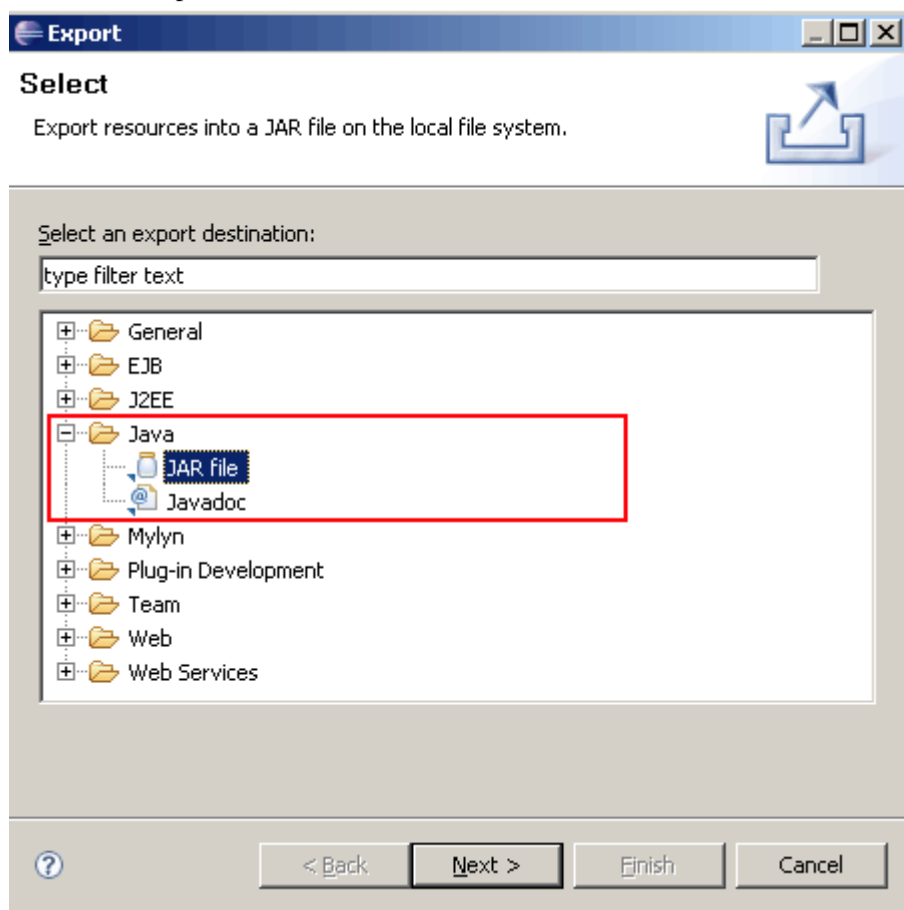 Export
Select
Export resources into a JAR file on the local file system.
Select an export destination:
type filter text
General
EJB
J2EE
Java
JAR file
Javadoc
Mylyn
Plug-in Development
Team
Web
Web Services
< Back Next > Finish Cancel